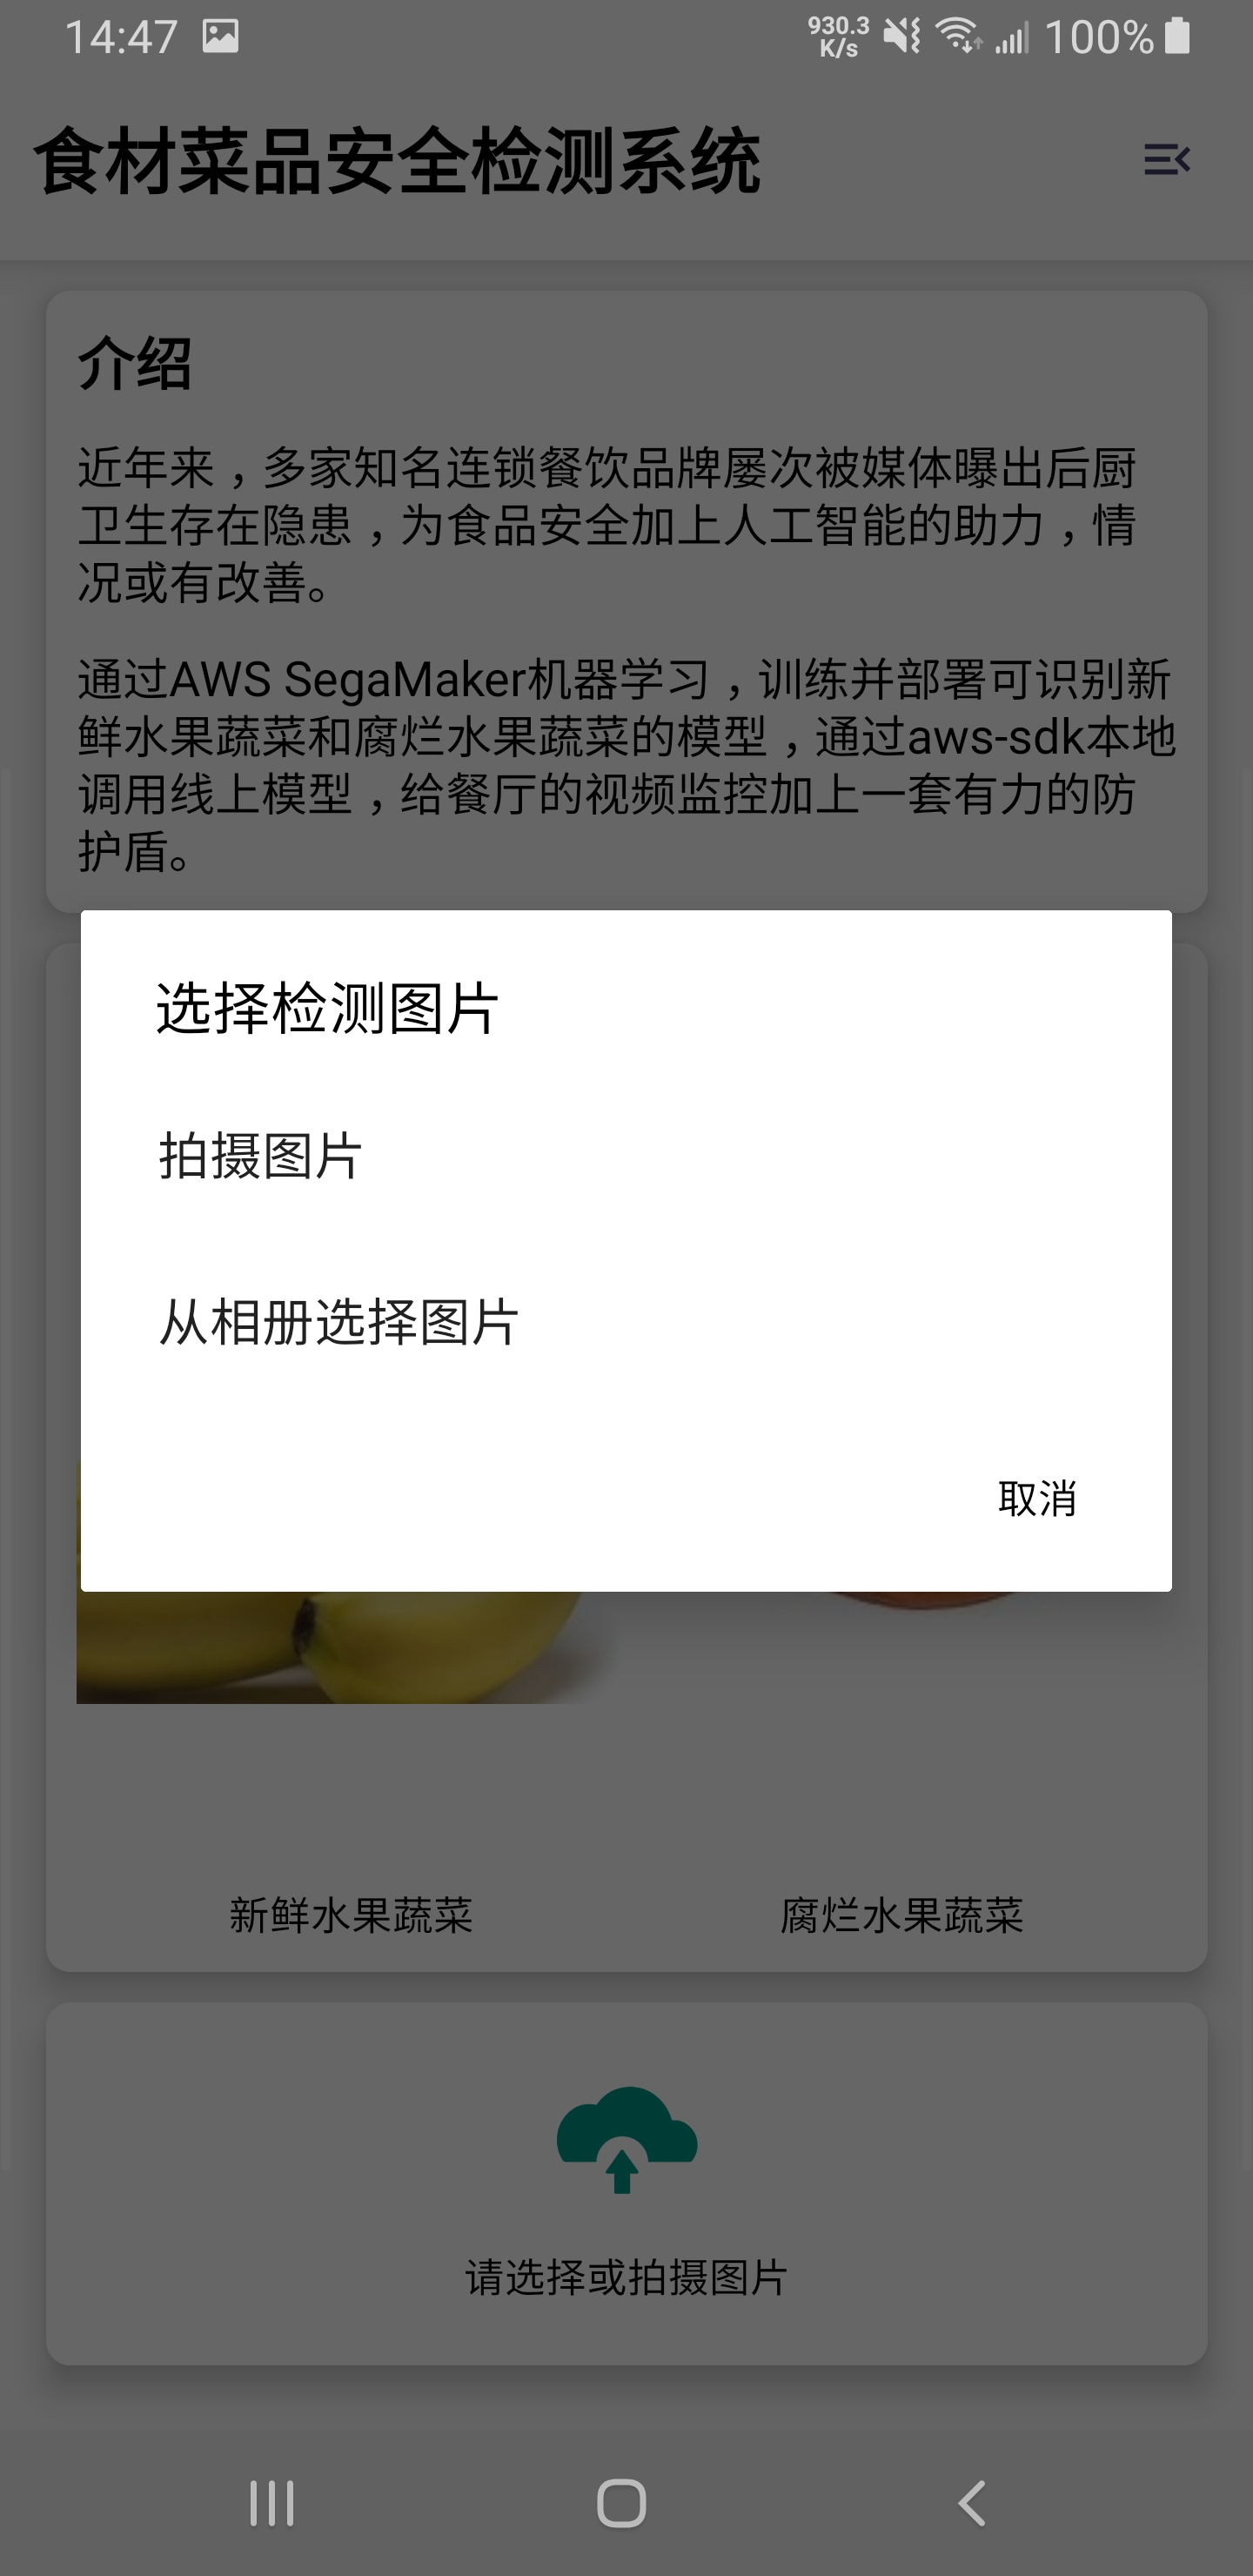 14:47
930.3
K/s
100%
食材菜品安全检测系统
介绍
近年来，多家知名连锁餐饮品牌屡次被媒体曝出后厨
卫生存在隐患，为食品安全加上人工智能的助力，情
况或有改善。
通过AWS SegaMaker机器学习，训练并部署可识别新
鲜水果蔬菜和腐烂水果蔬菜的模型，通过aws-sdk本地
调用线上模型，给餐厅的视频监控加上一套有力的防
护盾。
选择检测图片
拍摄图片
从相册选择图片
取消
新鲜水果蔬菜
腐烂水果蔬菜
请选择或拍摄图片